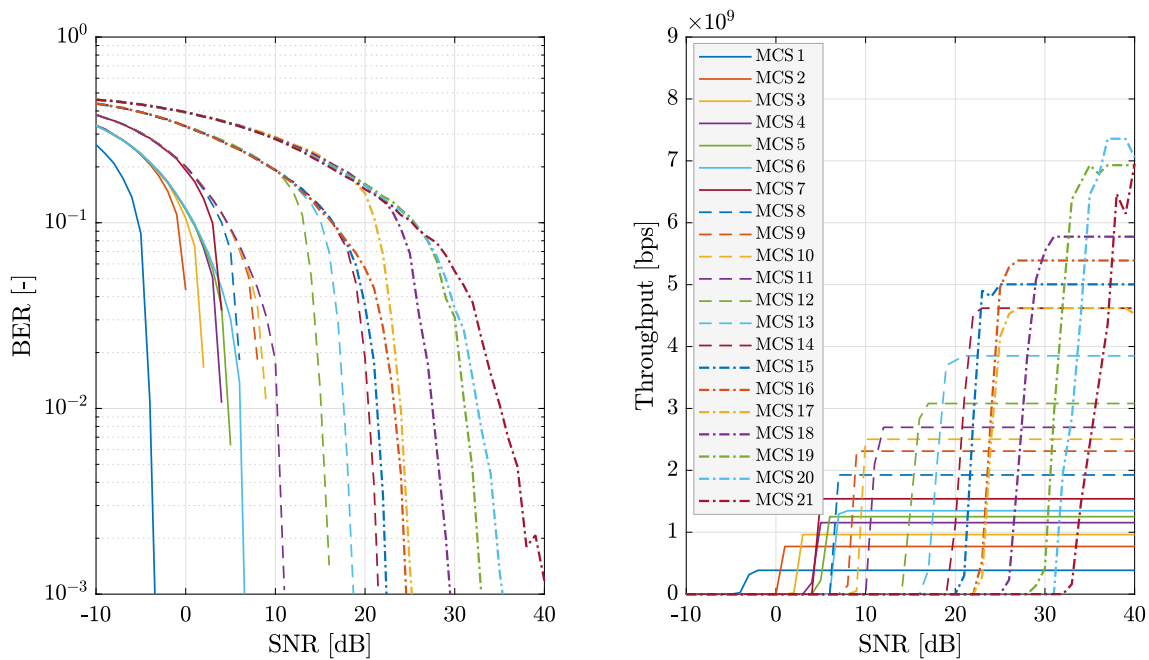 10^0
10^-1
10^-2
10^-3
BER [-]
-10 0 10 20 30 40
SNR [dB]
×10^9
9
8
7
6
5
4
3
2
1
0
Throughput [bps]
MCS 1
MCS 2
MCS 3
MCS 4
MCS 5
MCS 6
MCS 7
MCS 8
MCS 9
MCS 10
MCS 11
MCS 12
MCS 13
MCS 14
MCS 15
MCS 16
MCS 17
MCS 18
MCS 19
MCS 20
MCS 21
-10 0 10 20 30 40
SNR [dB]